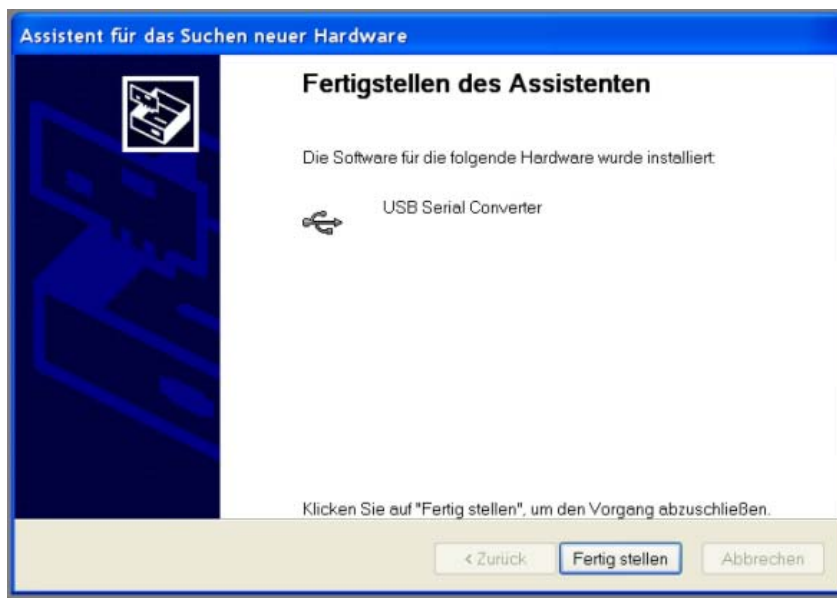 Assistent für das Suchen neuer Hardware
Fertigstellen des Assistenten
Die Software für die folgende Hardware wurde installiert:
USB Serial Converter
Klicken Sie auf "Fertig stellen", um den Vorgang abzuschließen.
< Zurück
Fertig stellen
Abbrechen